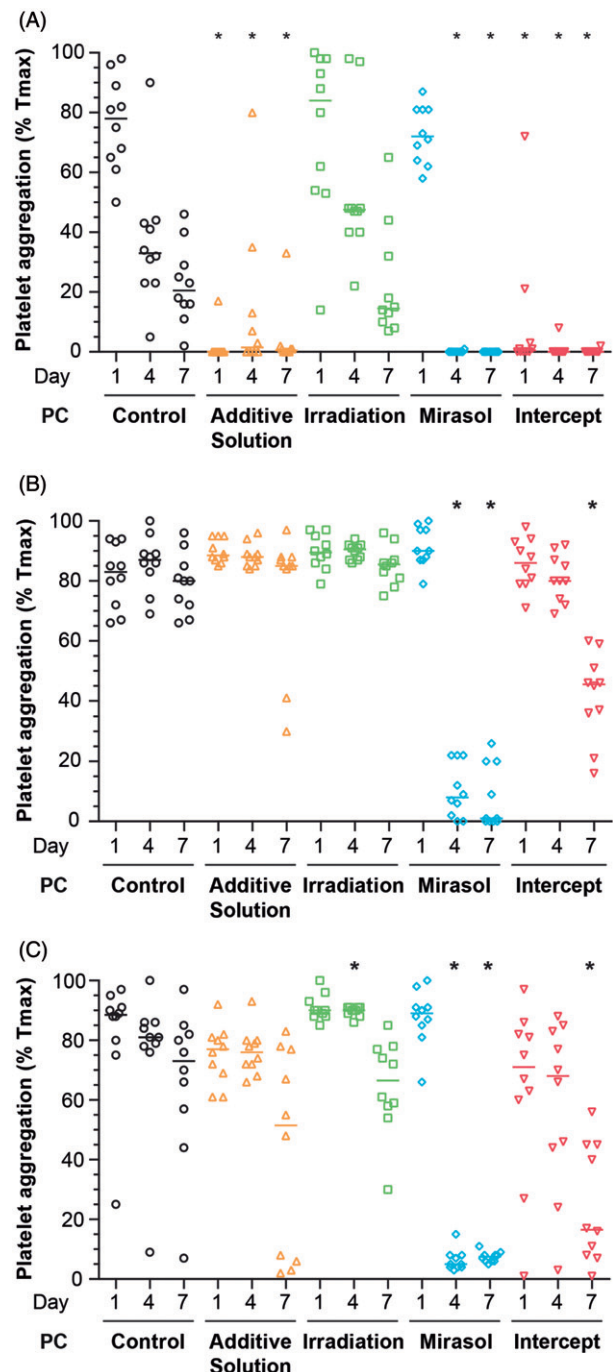 (A)
* * * * * * * *
Platelet aggregation (% Tmax)
100
80
60
40
20
0
Day 1 4 7 1 4 7 1 4 7 1 4 7 1 4 7
PC Control Additive Solution Irradiation Mirasol Intercept
(B)
* * *
Platelet aggregation (% Tmax)
100
80
60
40
20
0
Day 1 4 7 1 4 7 1 4 7 1 4 7 1 4 7
PC Control Additive Solution Irradiation Mirasol Intercept
(C)
* * * *
Platelet aggregation (% Tmax)
100
80
60
40
20
0
Day 1 4 7 1 4 7 1 4 7 1 4 7 1 4 7
PC Control Additive Solution Irradiation Mirasol Intercept